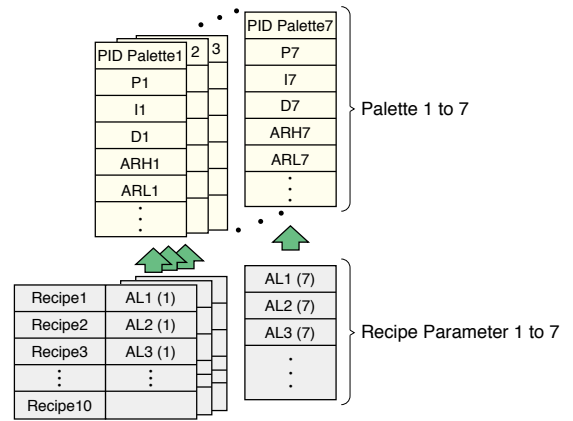 PID Palette1 2 3
P1
I1
D1
ARH1
ARL1
⋮
PID Palette7
P7
I7
D7
ARH7
ARL7
⋮
Palette 1 to 7
Recipe1 AL1 (1)
Recipe2 AL2 (1)
Recipe3 AL3 (1)
⋮ ⋮
Recipe10
AL1 (7)
AL2 (7)
AL3 (7)
⋮
Recipe Parameter 1 to 7